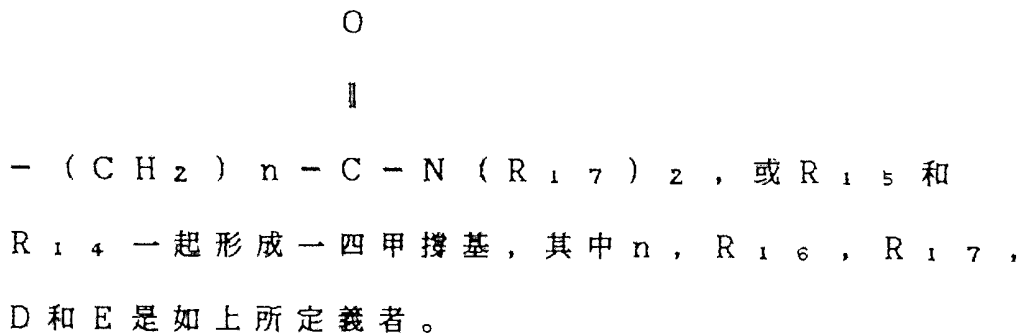 O
‖
－(CH₂)n－C－N(R₁₇)₂，或R₁₅和
R₁₄一起形成一四甲撐基，其中n，R₁₆，R₁₇，
D和E是如上所定義者。